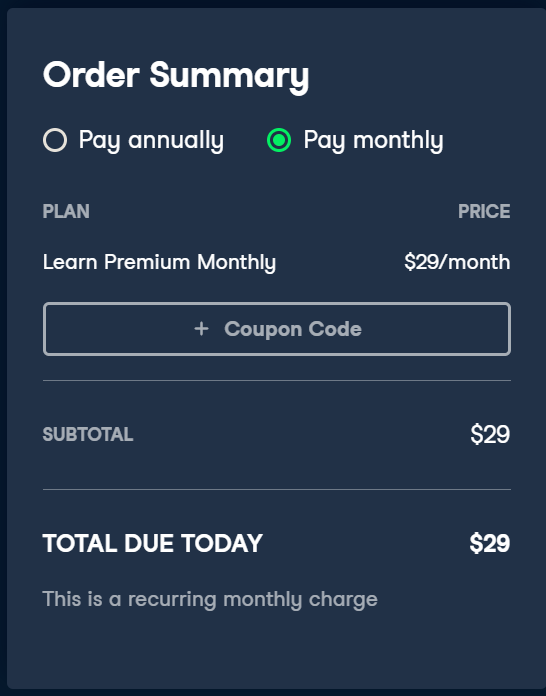 Order Summary
Pay annually Pay monthly
PLAN PRICE
Learn Premium Monthly $29/month
+ Coupon Code
SUBTOTAL $29
TOTAL DUE TODAY $29
This is a recurring monthly charge